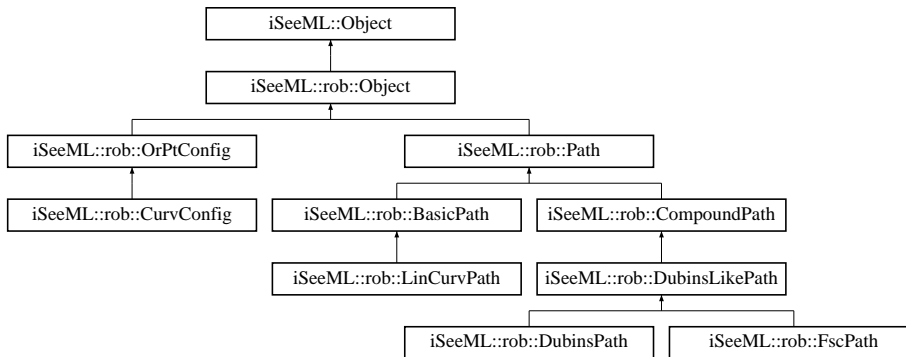 iSeeML::Object
iSeeML::rob::Object
iSeeML::rob::OrPtConfig
iSeeML::rob::Path
iSeeML::rob::CurvConfig
iSeeML::rob::BasicPath
iSeeML::rob::CompoundPath
iSeeML::rob::LinCurvPath
iSeeML::rob::DubinsLikePath
iSeeML::rob::DubinsPath
iSeeML::rob::FscPath